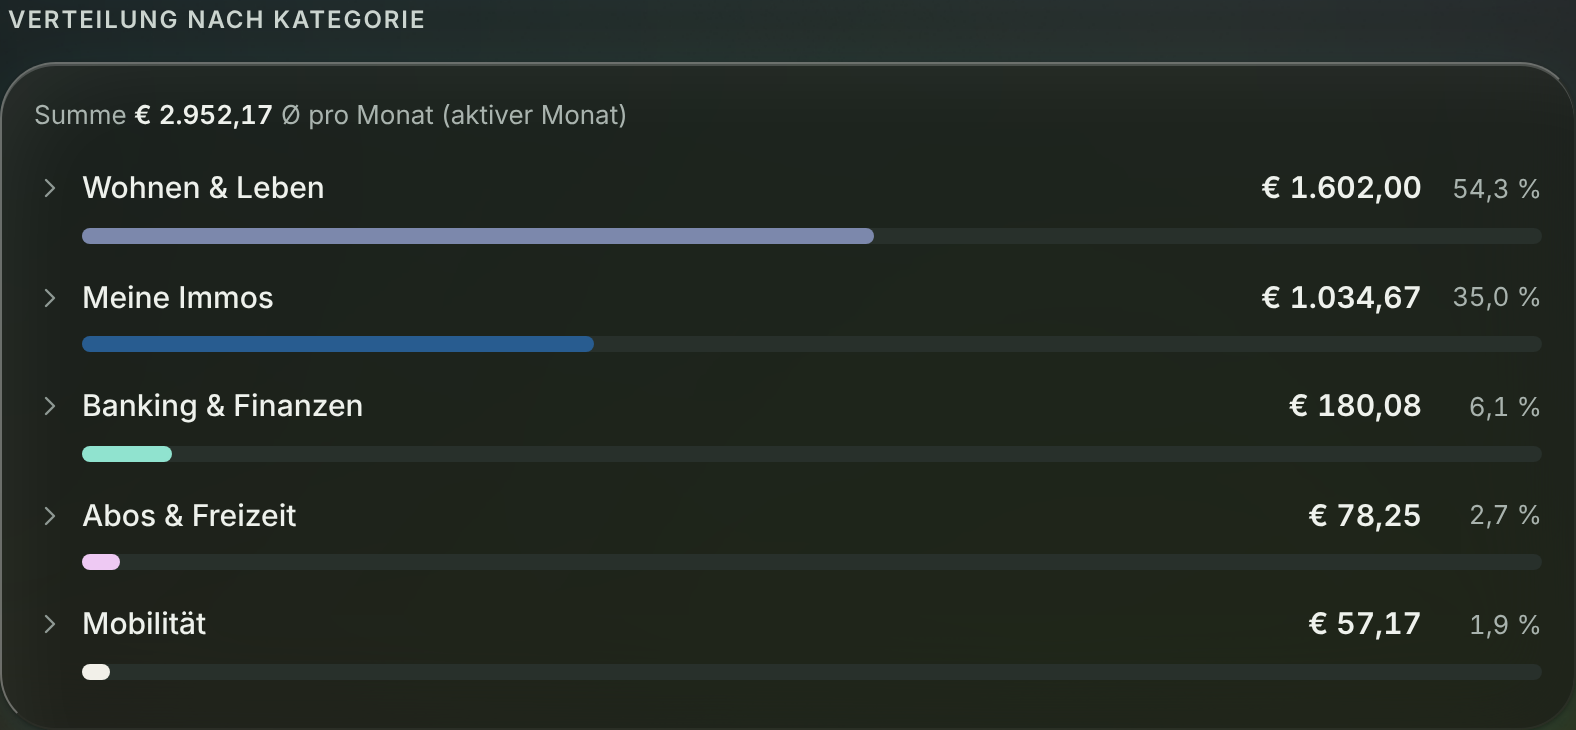 VERTEILUNG NACH KATEGORIE
Summe € 2.952,17 Ø pro Monat (aktiver Monat)
Wohnen & Leben € 1.602,00 54,3 %
Meine Immos € 1.034,67 35,0 %
Banking & Finanzen € 180,08 6,1 %
Abos & Freizeit € 78,25 2,7 %
Mobilität € 57,17 1,9 %